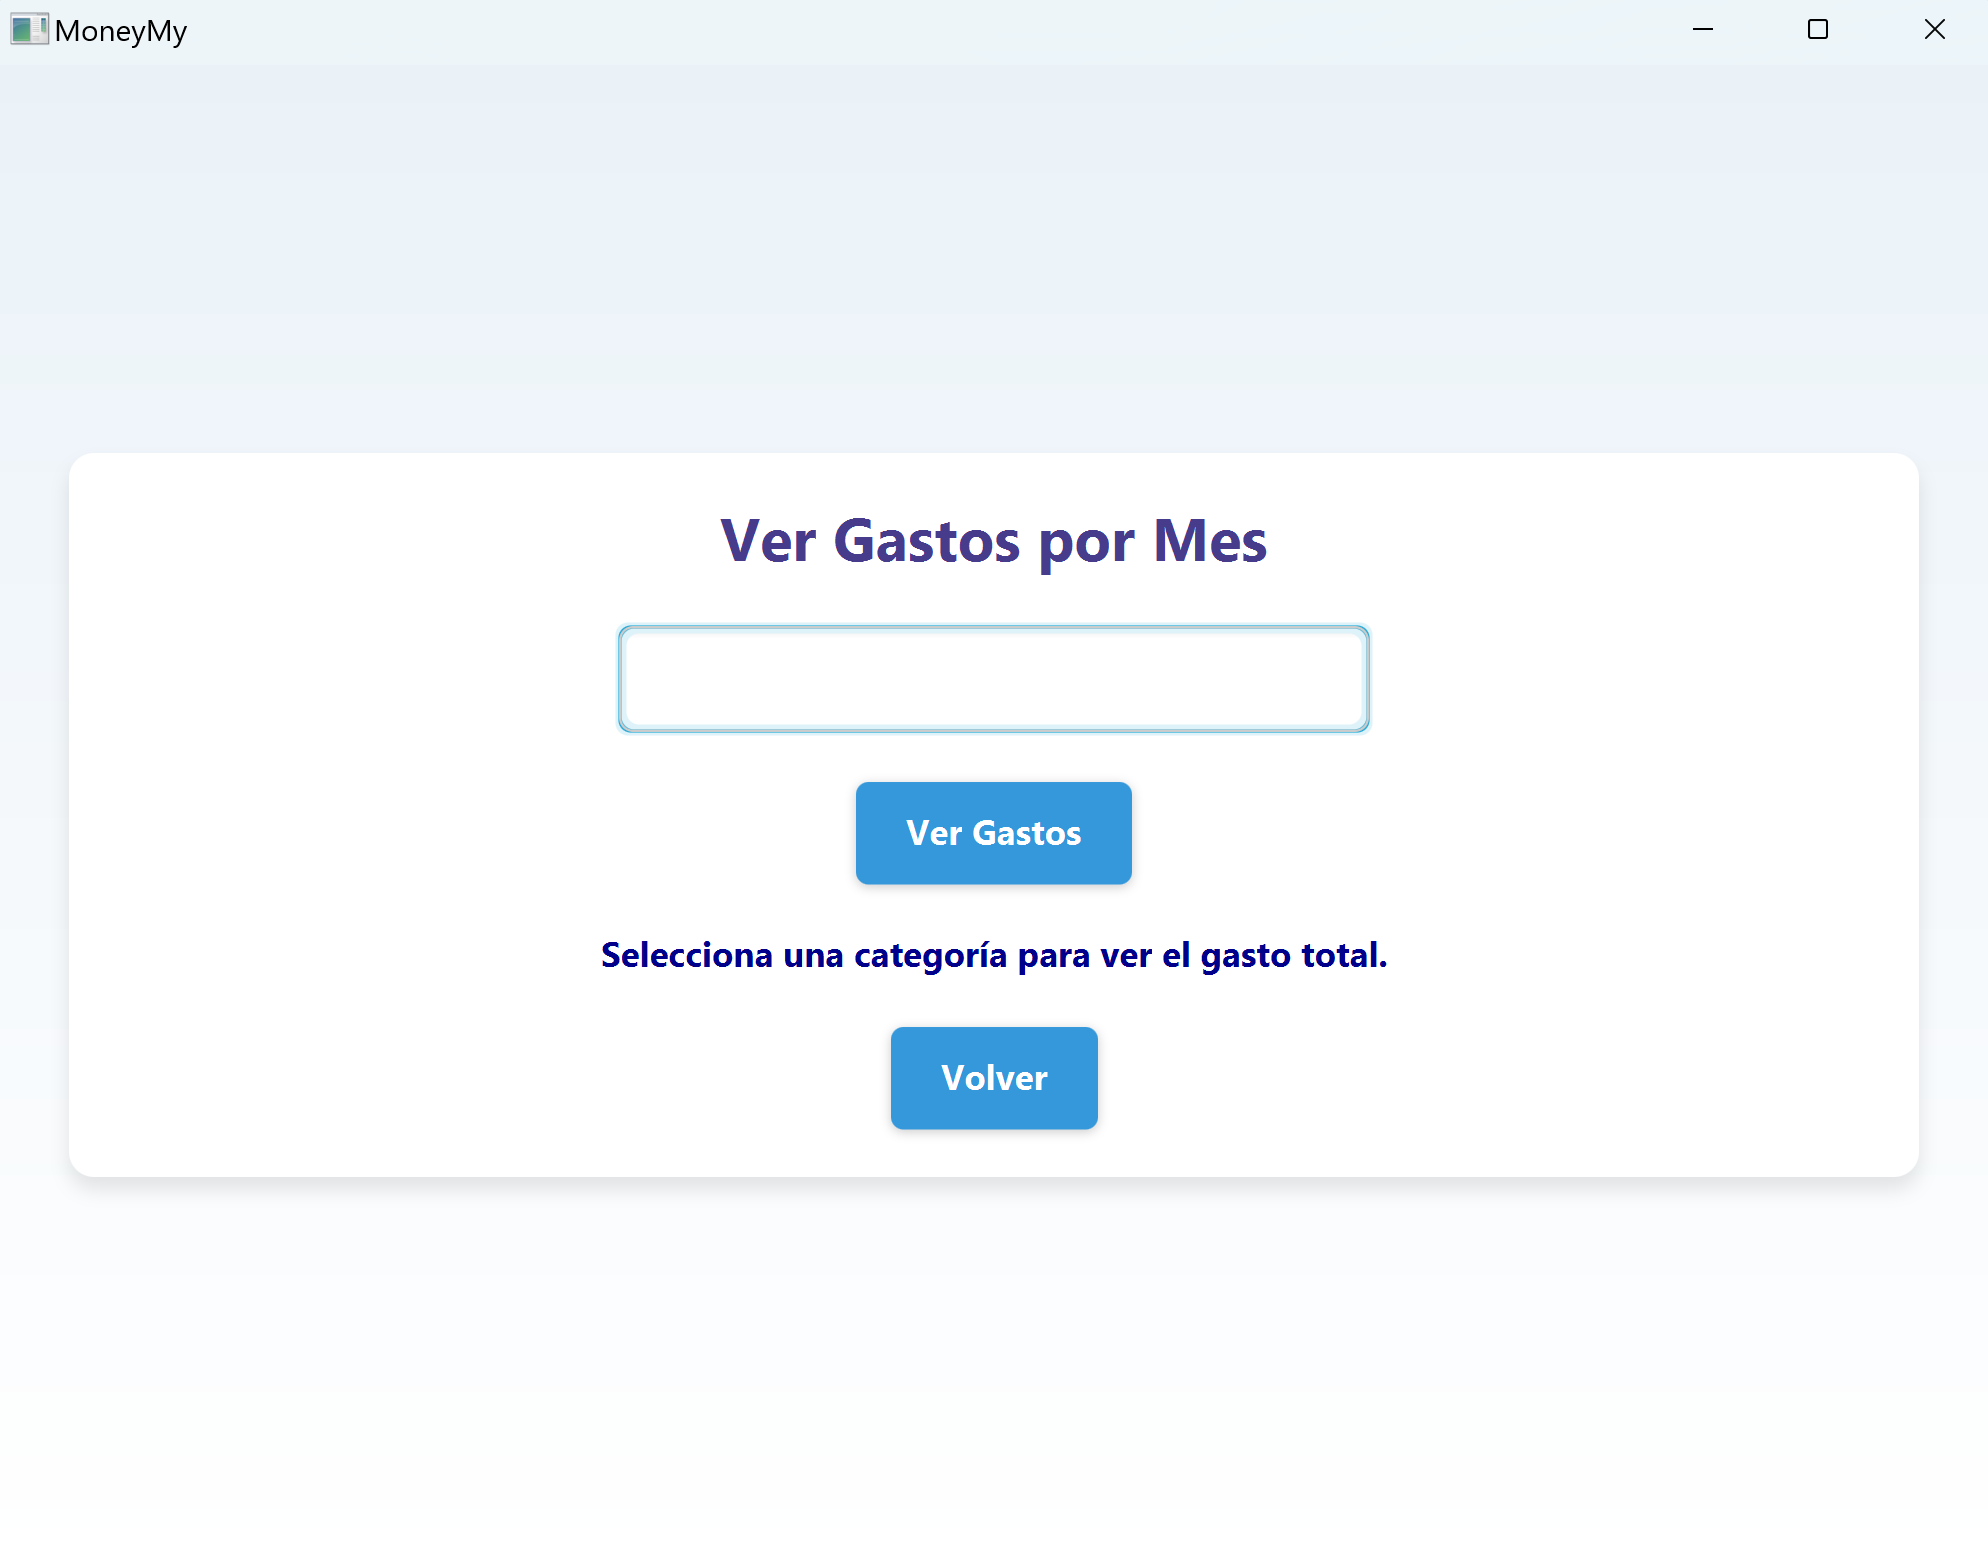 MoneyMy
Ver Gastos por Mes
Ver Gastos
Selecciona una categoría para ver el gasto total.
Volver